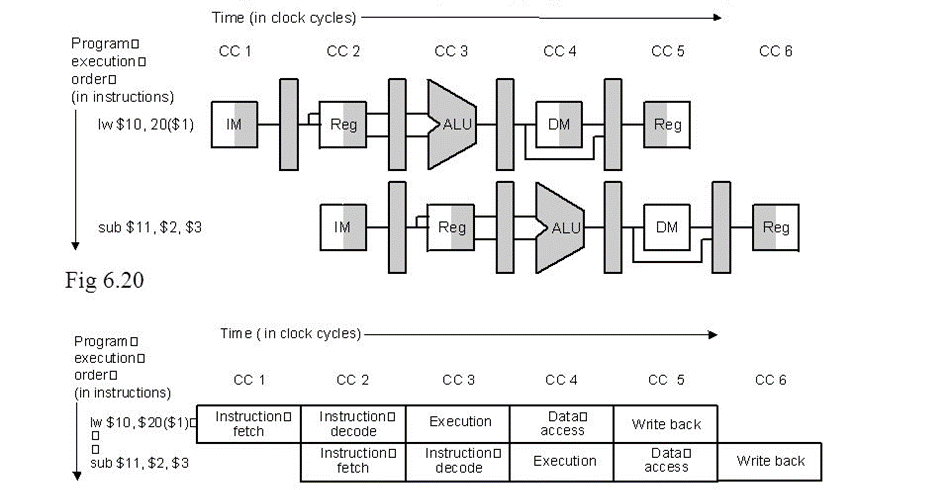 Time (in clock cycles)
Program□
execution□
order□
(in instructions)
CC 1 CC 2 CC 3 CC 4 CC 5 CC 6
lw $10, 20($1)
IM Reg ALU DM Reg
sub $11, $2, $3
IM Reg ALU DM Reg
Fig 6.20
Time ( in clock cycles)
Program□
execution□
order□
(in instructions)
CC 1 CC 2 CC 3 CC 4 CC 5 CC 6
lw $10, $20($1)□
□
□
sub $11, $2, $3
Instruction□
fetch
Instruction□
decode
Execution
Data□
access
Write back
Instruction□
fetch
Instruction□
decode
Execution
Data□
access
Write back